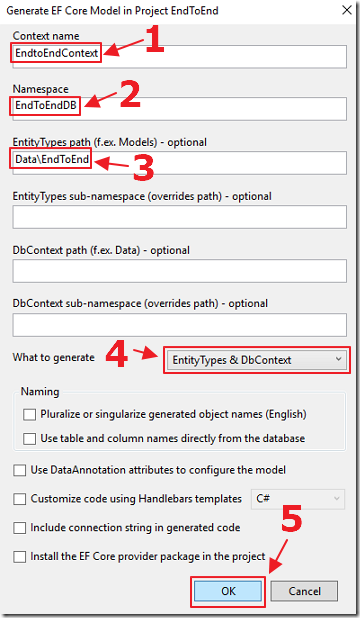 Generate EF Core Model in Project EndToEnd
Context name
1
EndtoEndContext
Namespace
2
EndToEndDB
EntityTypes path (f.ex. Models) - optional
Data\EndToEnd
3
EntityTypes sub-namespace (overrides path) - optional
DbContext path (f.ex. Data) - optional
DbContext sub-namespace (overrides path) - optional
4
What to generate EntityTypes & DbContext
Naming
Pluralize or singularize generated object names (English)
Use table and column names directly from the database
Use DataAnnotation attributes to configure the model
Customize code using Handlebars templates C#
Include connection string in generated code
5
Install the EF Core provider package in the project
OK Cancel